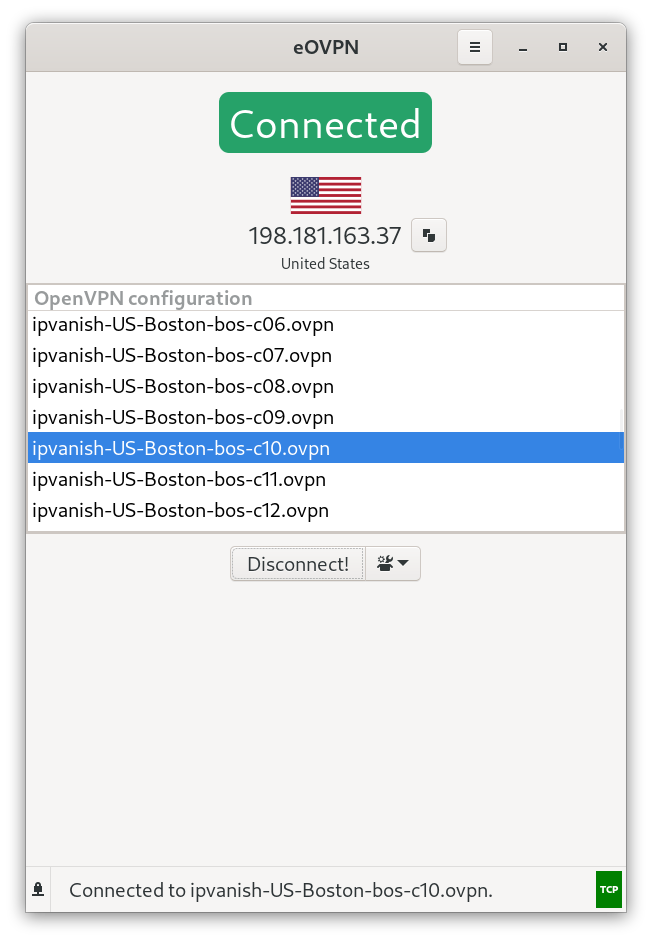 eOVPN
Connected
198.181.163.37
United States
OpenVPN configuration
ipvanish-US-Boston-bos-c06.ovpn
ipvanish-US-Boston-bos-c07.ovpn
ipvanish-US-Boston-bos-c08.ovpn
ipvanish-US-Boston-bos-c09.ovpn
ipvanish-US-Boston-bos-c10.ovpn
ipvanish-US-Boston-bos-c11.ovpn
ipvanish-US-Boston-bos-c12.ovpn
Disconnect!
Connected to ipvanish-US-Boston-bos-c10.ovpn.
TCP